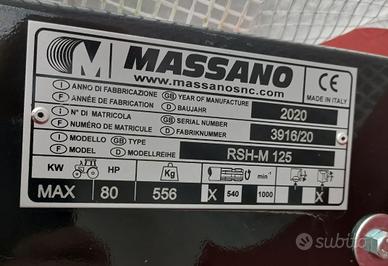 MASSANO
www.massanosnc.com
CE
MADE IN ITALY
I ANNO DI FABBRICAZIONE GB YEAR OF MANUFACTURE
F ANNÉE DE FABRICATION D BAUJAHR
2020
I N° DI MATRICOLA GB SERIAL NUMBER
F NUMÉRO DE MATRICULE D FABRIKNUMMER
3916/20
I MODELLO GB TYPE
F MODEL D MODELLREIHE
RSH-M 125
KW HP Kg min-1
MAX 80 556 X 540 1000 X
subito